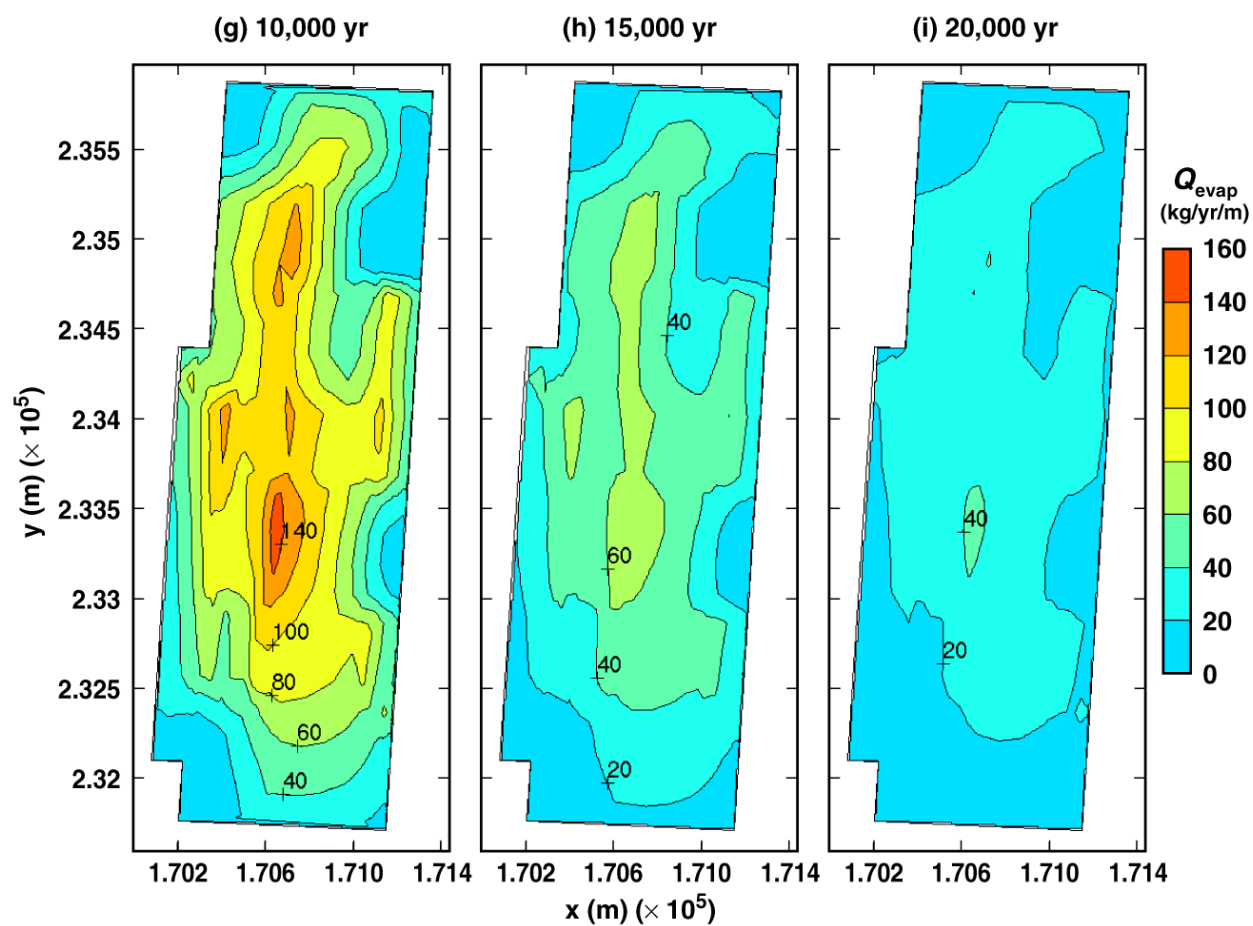 (g) 10,000 yr
(h) 15,000 yr
(i) 20,000 yr
y (m) (× 10⁵)
2.355
2.35
2.345
2.34
2.335
2.33
2.325
2.32
140
100
80
60
40
40
60
40
20
40
20
1.702 1.706 1.710 1.714
1.702 1.706 1.710 1.714
1.702 1.706 1.710 1.714
x (m) (× 10⁵)
Qevap
(kg/yr/m)
160
140
120
100
80
60
40
20
0